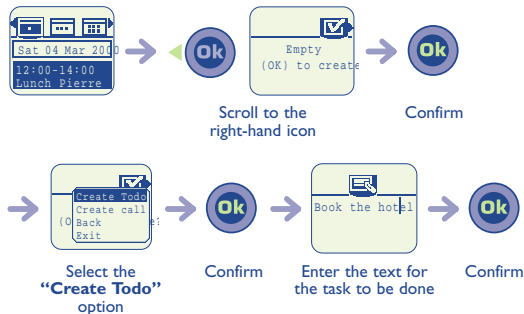 Sat 04 Mar 2000
12:00-14:00
Lunch Pierre
Ok
Empty
(OK) to create
Ok
Scroll to the
right-hand icon
Confirm
Create Todo
Create call
Back
Exit
(O
e?
Ok
Book the hotel
Ok
Select the
“Create Todo”
option
Confirm
Enter the text for
the task to be done
Confirm